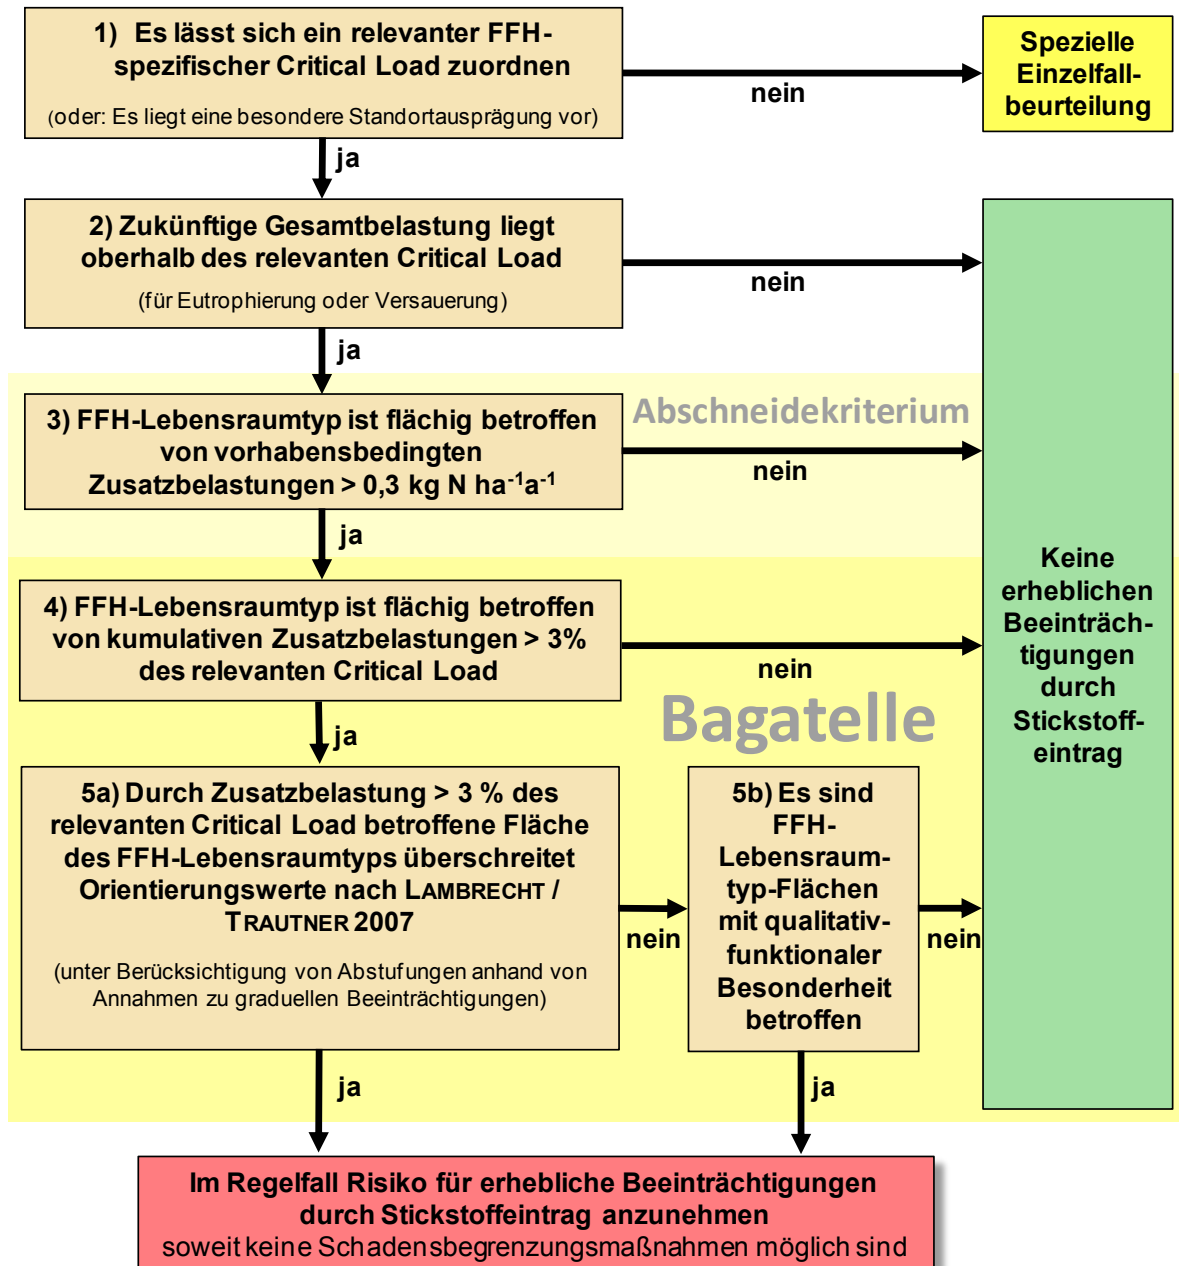 1) Es lässt sich ein relevanter FFH-
spezifischer Critical Load zuordnen
(oder: Es liegt eine besondere Standortausprägung vor)
nein
Spezielle
Einzelfall-
beurteilung
ja
2) Zukünftige Gesamtbelastung liegt
oberhalb des relevanten Critical Load
(für Eutrophierung oder Versauerung)
nein
ja
3) FFH-Lebensraumtyp ist flächig betroffen
von vorhabensbedingten
Zusatzbelastungen > 0,3 kg N ha⁻¹a⁻¹
Abschneidekriterium
nein
ja
4) FFH-Lebensraumtyp ist flächig betroffen
von kumulativen Zusatzbelastungen > 3%
des relevanten Critical Load
nein
Bagatelle
ja
5a) Durch Zusatzbelastung > 3 % des
relevanten Critical Load betroffene Fläche
des FFH-Lebensraumtyps überschreitet
Orientierungswerte nach LAMBRECHT /
TRAUTNER 2007
(unter Berücksichtigung von Abstufungen anhand von
Annahmen zu graduellen Beeinträchtigungen)
nein
5b) Es sind
FFH-
Lebensraum-
typ-Flächen
mit qualitativ-
funktionaler
Besonderheit
betroffen
nein
Keine
erheblichen
Beeinträch-
tigungen
durch
Stickstoff-
eintrag
ja
ja
Im Regelfall Risiko für erhebliche Beeinträchtigungen
durch Stickstoffeintrag anzunehmen
soweit keine Schadensbegrenzungsmaßnahmen möglich sind